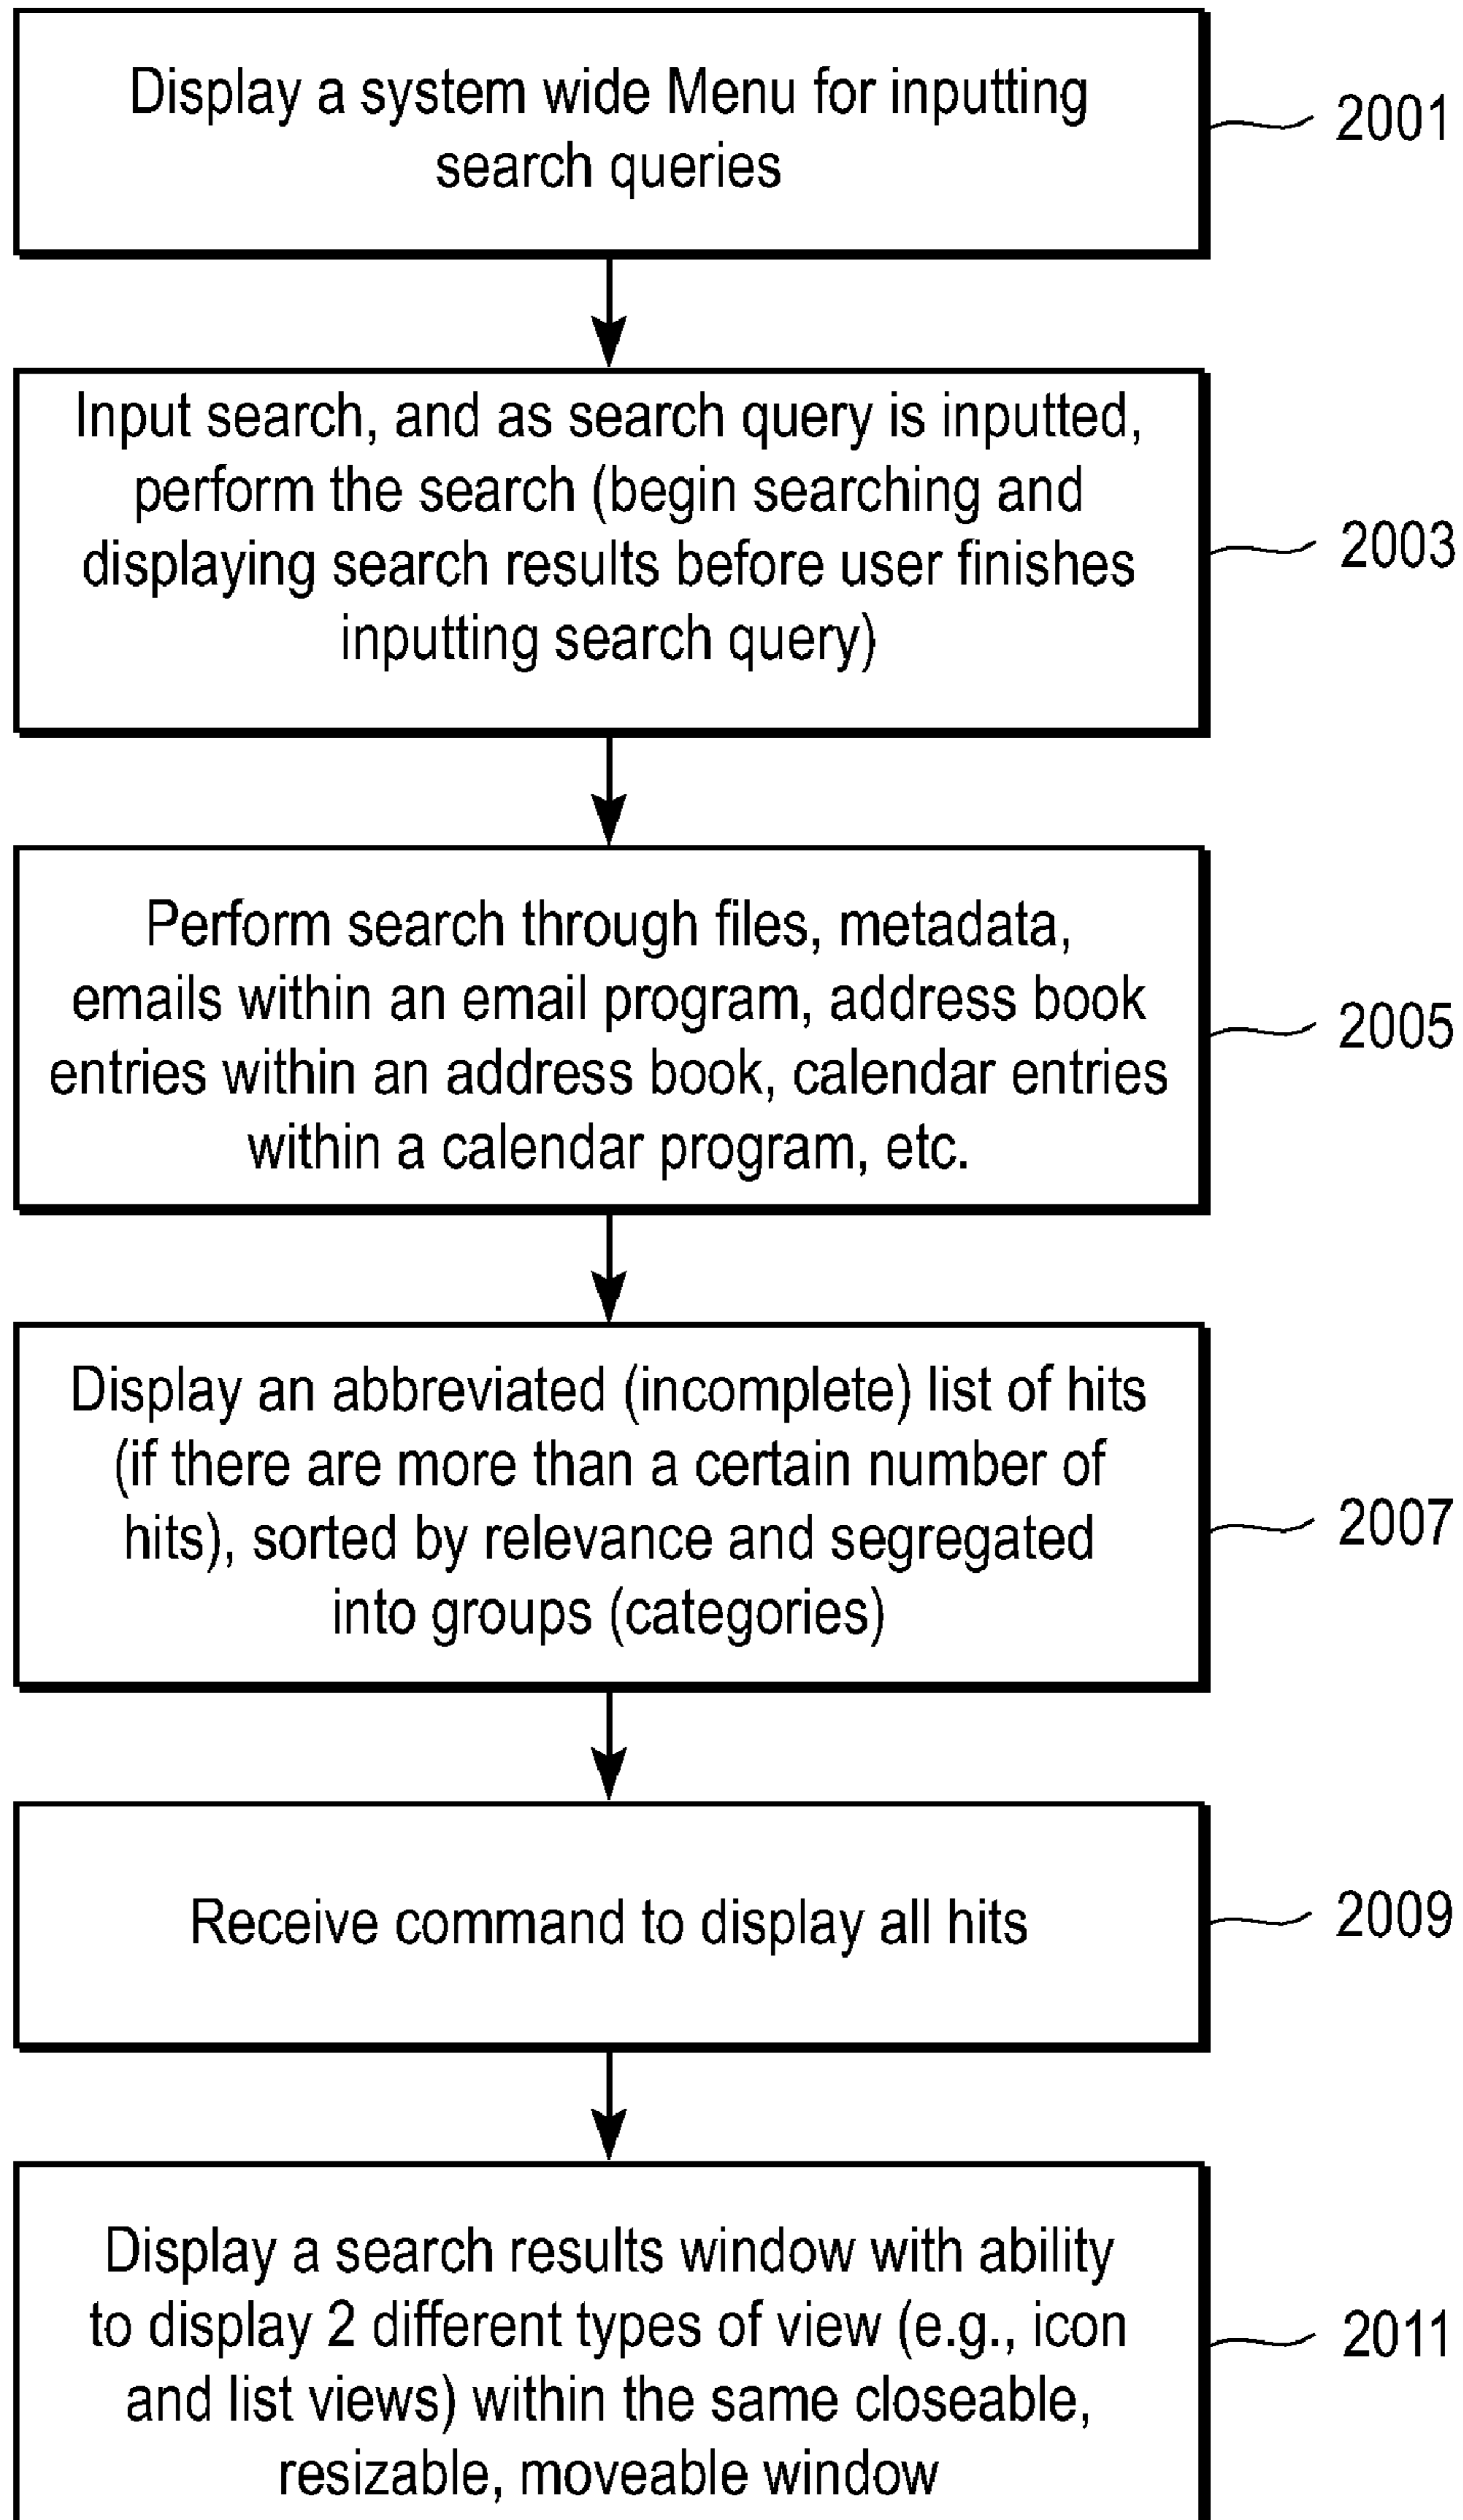 Display a system wide Menu for inputting
search queries
2001
Input search, and as search query is inputted,
perform the search (begin searching and
displaying search results before user finishes
inputting search query)
2003
Perform search through files, metadata,
emails within an email program, address book
entries within an address book, calendar entries
within a calendar program, etc.
2005
Display an abbreviated (incomplete) list of hits
(if there are more than a certain number of
hits), sorted by relevance and segregated
into groups (categories)
2007
Receive command to display all hits
2009
Display a search results window with ability
to display 2 different types of view (e.g., icon
and list views) within the same closeable,
resizable, moveable window
2011